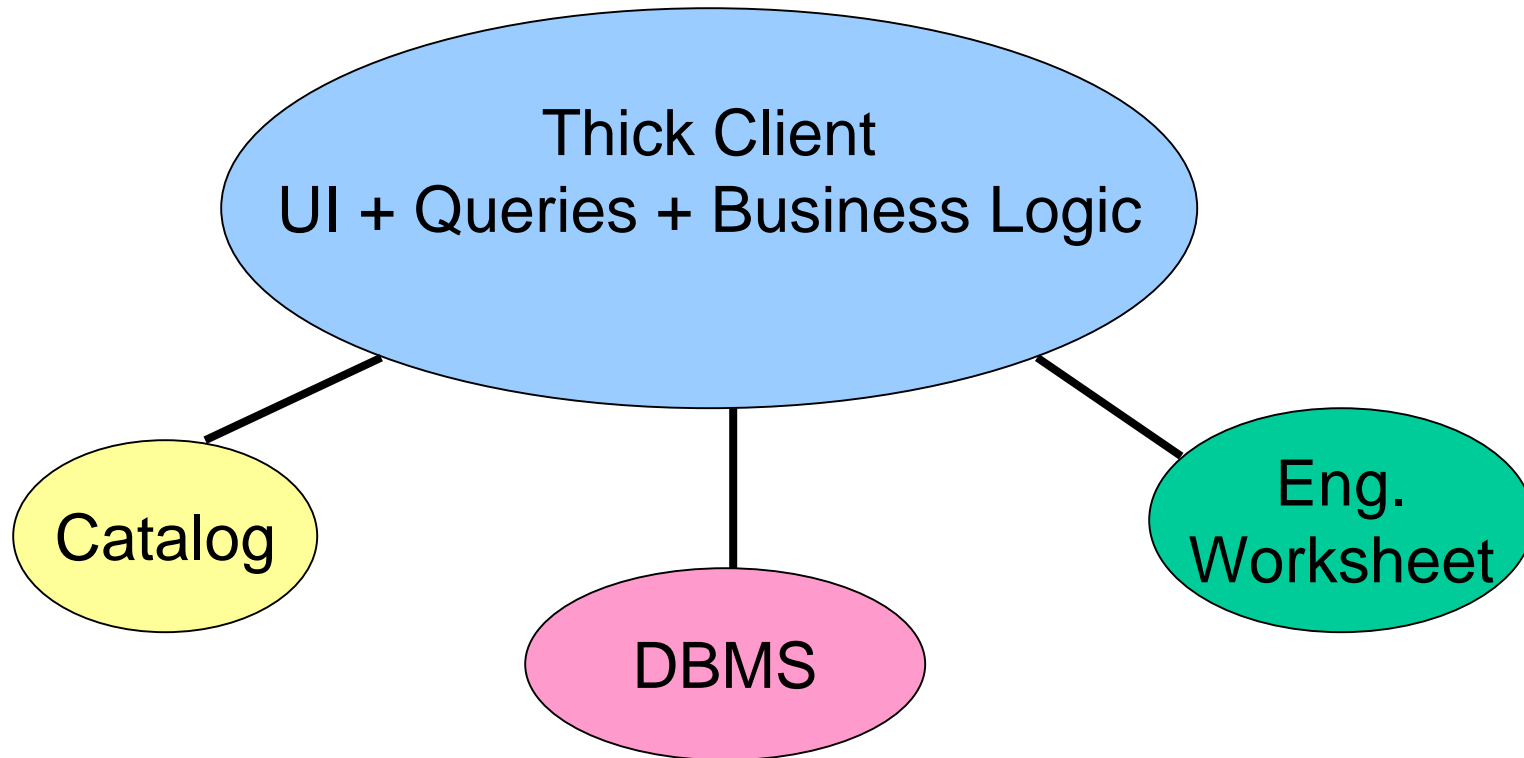 Thick Client
UI + Queries + Business Logic
Catalog
Eng.
Worksheet
DBMS